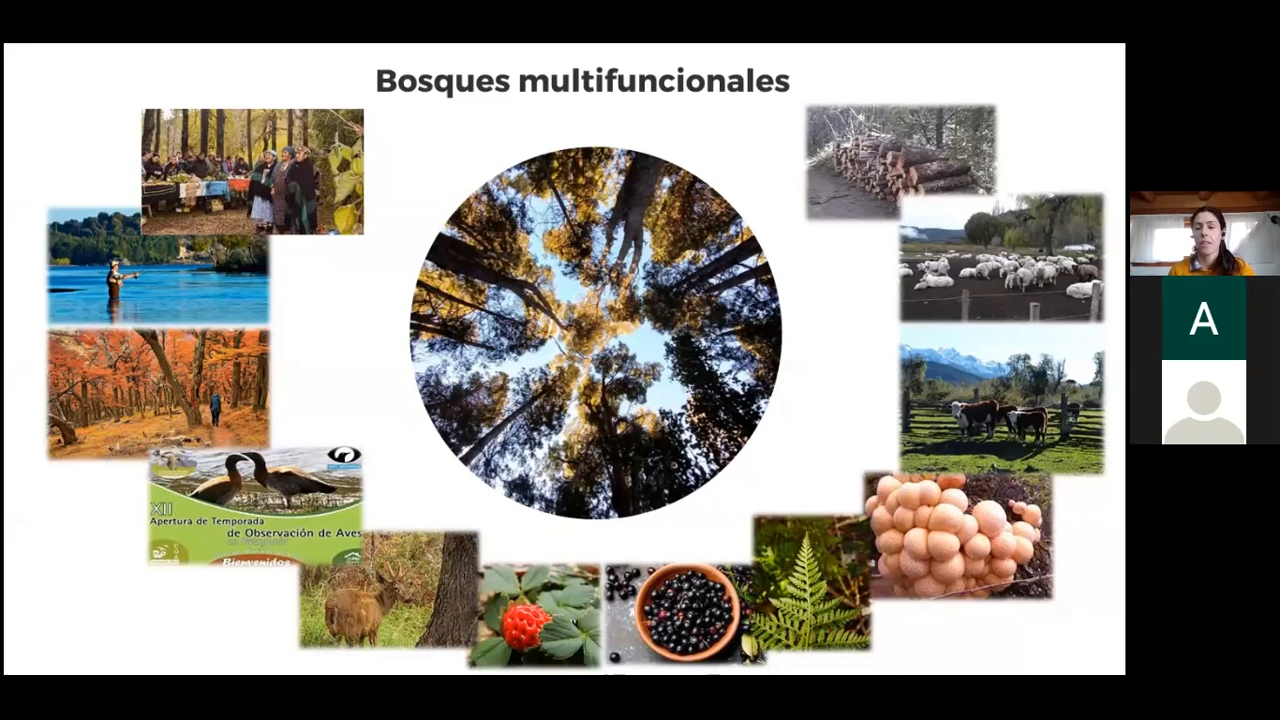 Bosques multifuncionales
XII
Apertura de Temporada
de Observación de Aves
Bienvenidos
A